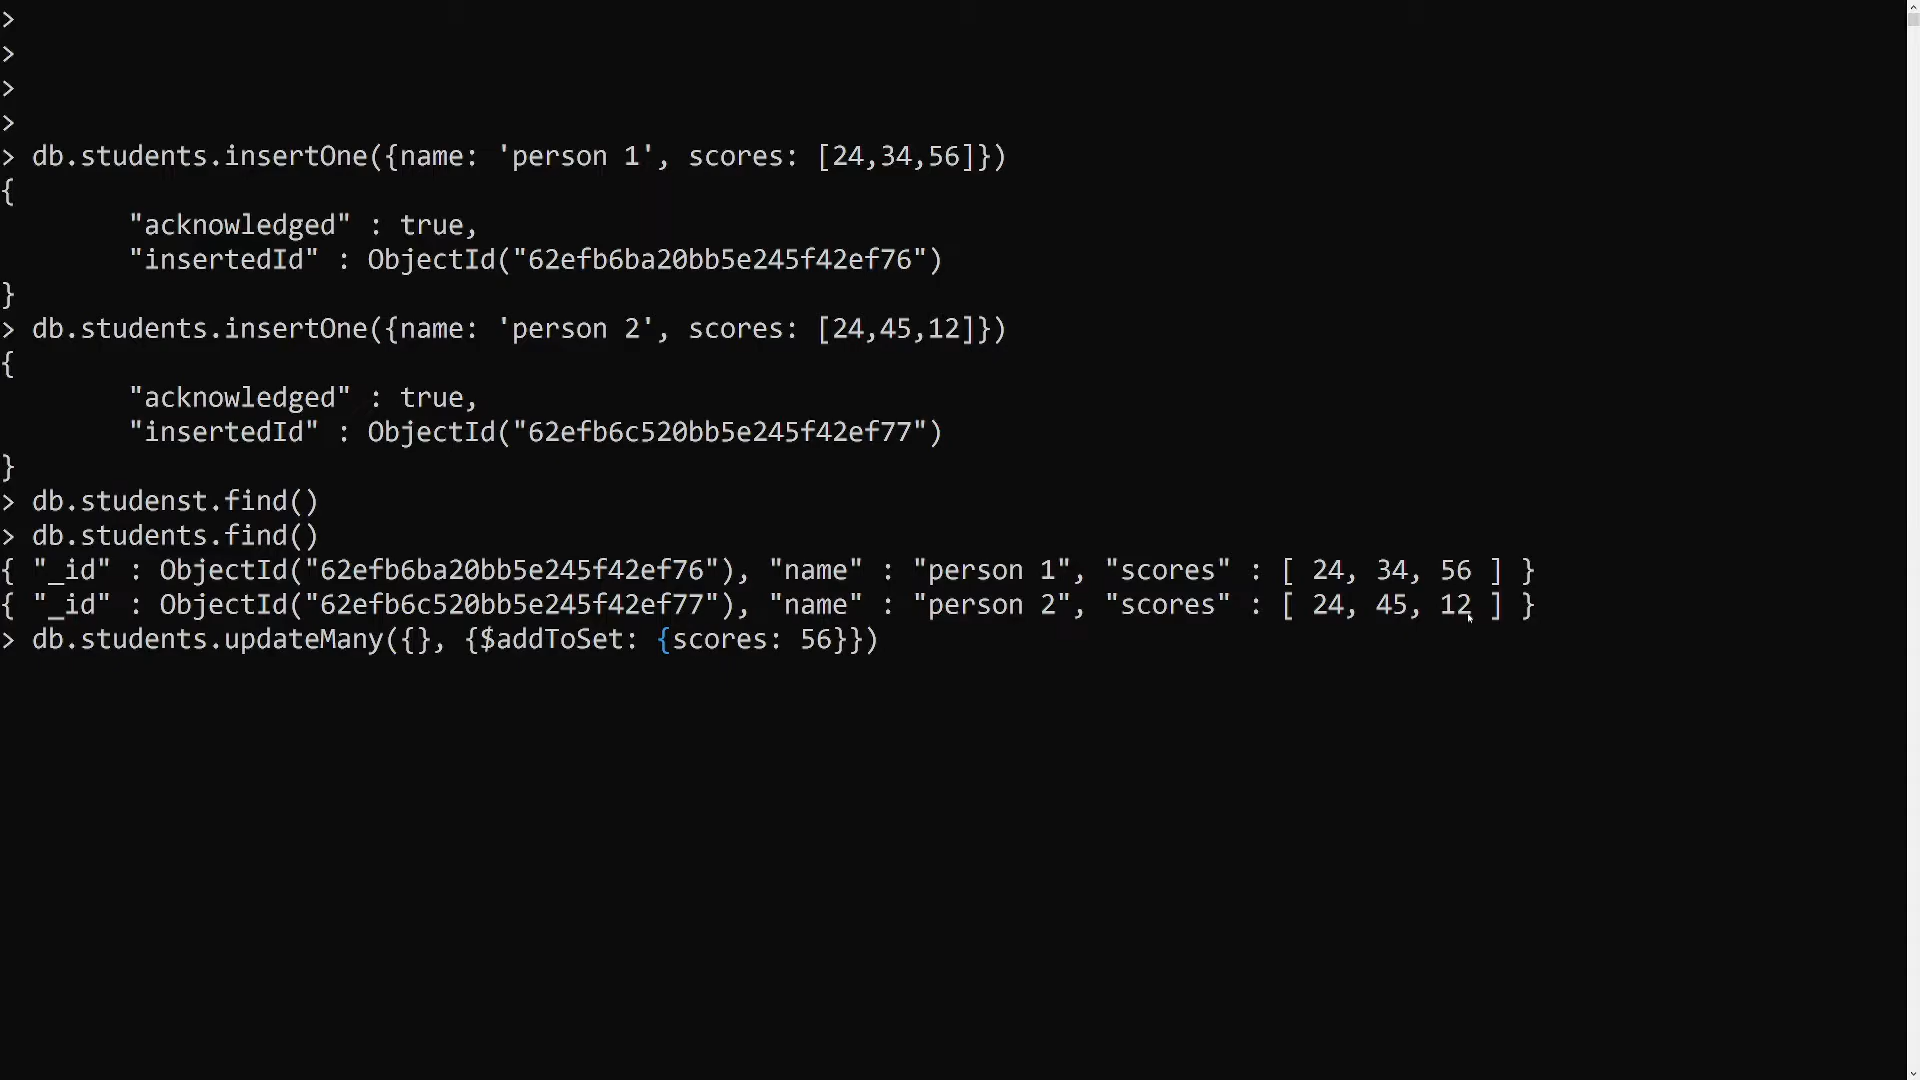 >
>
>
>
> db.students.insertOne({name: 'person 1', scores: [24,34,56]})
{
        "acknowledged" : true,
        "insertedId" : ObjectId("62efb6ba20bb5e245f42ef76")
}
> db.students.insertOne({name: 'person 2', scores: [24,45,12]})
{
        "acknowledged" : true,
        "insertedId" : ObjectId("62efb6c520bb5e245f42ef77")
}
> db.studenst.find()
> db.students.find()
{ "_id" : ObjectId("62efb6ba20bb5e245f42ef76"), "name" : "person 1", "scores" : [ 24, 34, 56 ] }
{ "_id" : ObjectId("62efb6c520bb5e245f42ef77"), "name" : "person 2", "scores" : [ 24, 45, 12 ] }
> db.students.updateMany({}, {$addToSet: {scores: 56}})